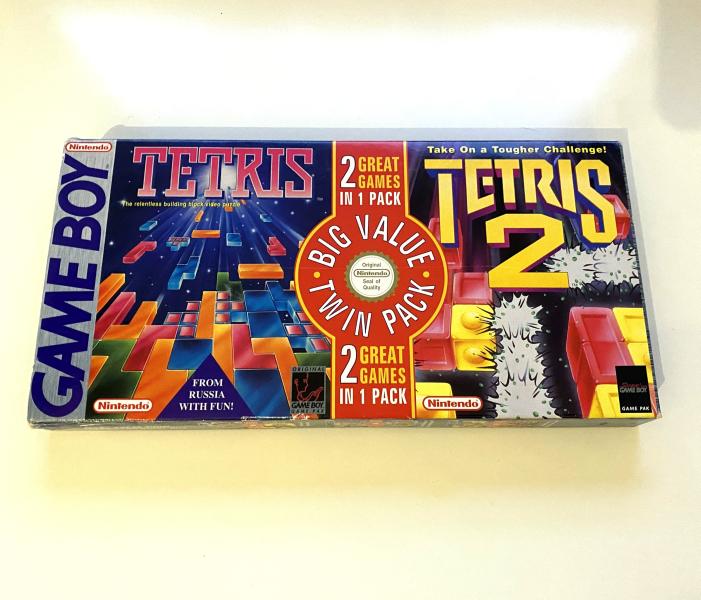 Nintendo
GAME BOY
TETRIS
The relentless building block video puzzle
FROM
RUSSIA
WITH FUN!
Nintendo
ORIGINAL
GAME BOY
GAME PAK
2 GREAT
GAMES
IN 1 PACK
BIG VALUE
Original
Nintendo
Seal of
Quality
TWIN PACK
2 GREAT
GAMES
IN 1 PACK
Take On a Tougher Challenge!
TETRIS
2
Nintendo
GAME BOY
GAME PAK